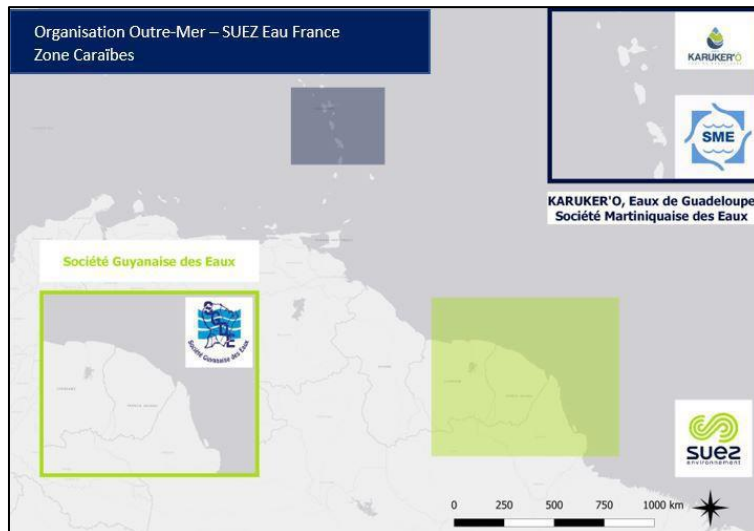 Organisation Outre-Mer – SUEZ Eau France
Zone Caraïbes
KARUKER'Ô
SME
KARUKER'O, Eaux de Guadeloupe
Société Martiniquaise des Eaux
Société Guyanaise des Eaux
SGDE
Société Guyanaise des Eaux
suez
environnement
0 250 500 750 1000 km